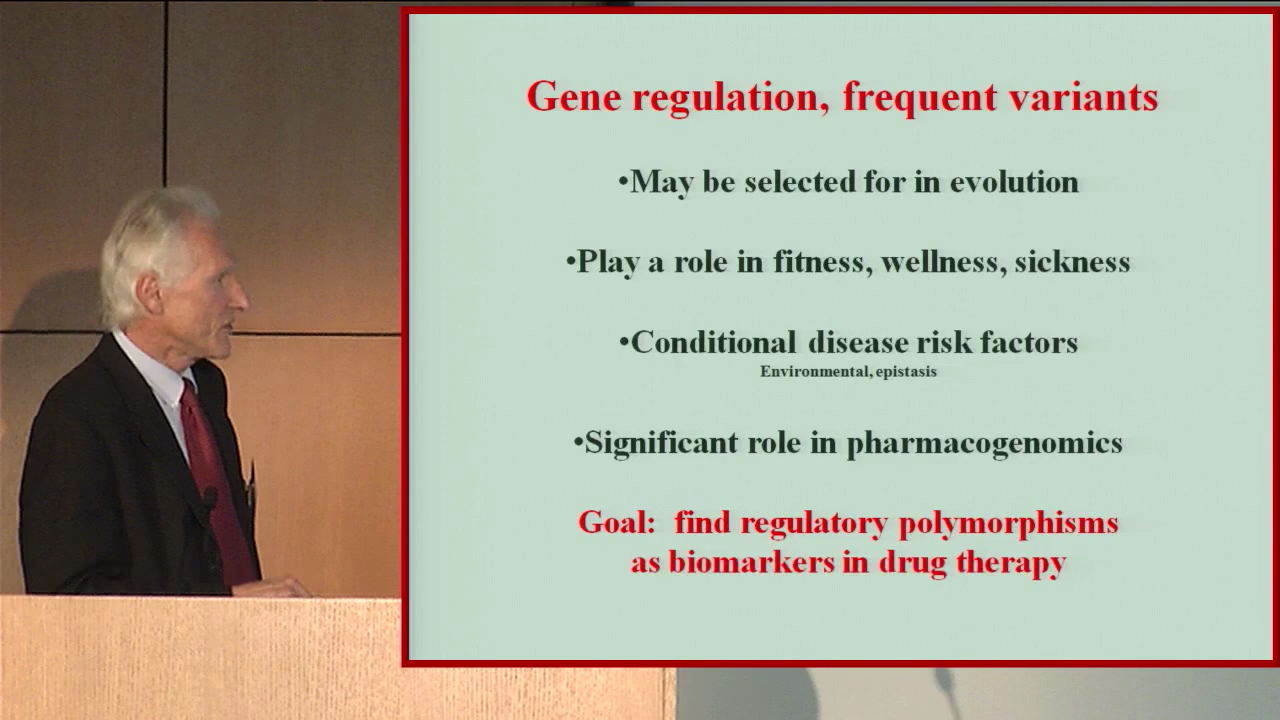 Gene regulation, frequent variants
•May be selected for in evolution
•Play a role in fitness, wellness, sickness
•Conditional disease risk factors
Environmental, epistasis
•Significant role in pharmacogenomics
Goal:  find regulatory polymorphisms
as biomarkers in drug therapy